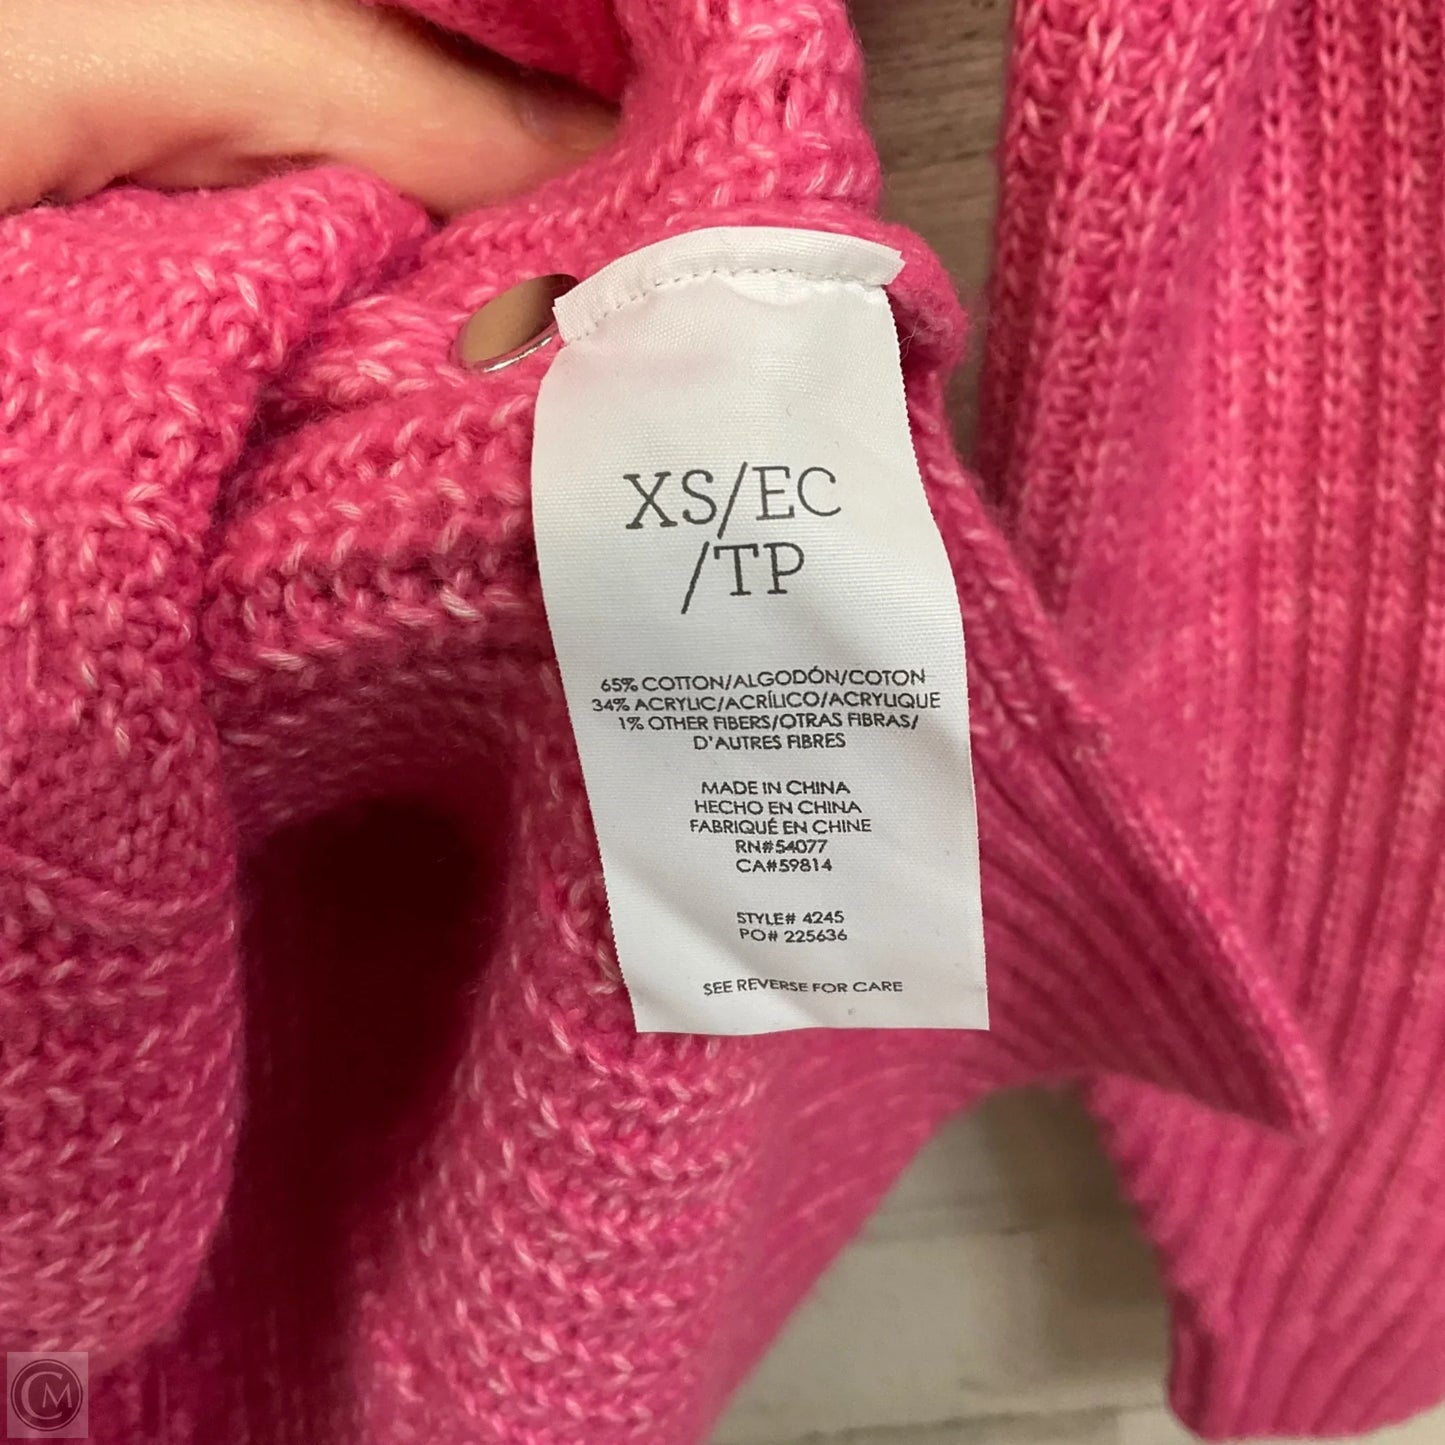 XS/EC
/TP
65% COTTON/ALGODÓN/COTON
34% ACRYLIC/ACRÍLICO/ACRYLIQUE
1% OTHER FIBERS/OTRAS FIBRAS/
D'AUTRES FIBRES
MADE IN CHINA
HECHO EN CHINA
FABRIQUÉ EN CHINE
RN#54077
CA#59814
STYLE# 4245
PO# 225636
SEE REVERSE FOR CARE
CM